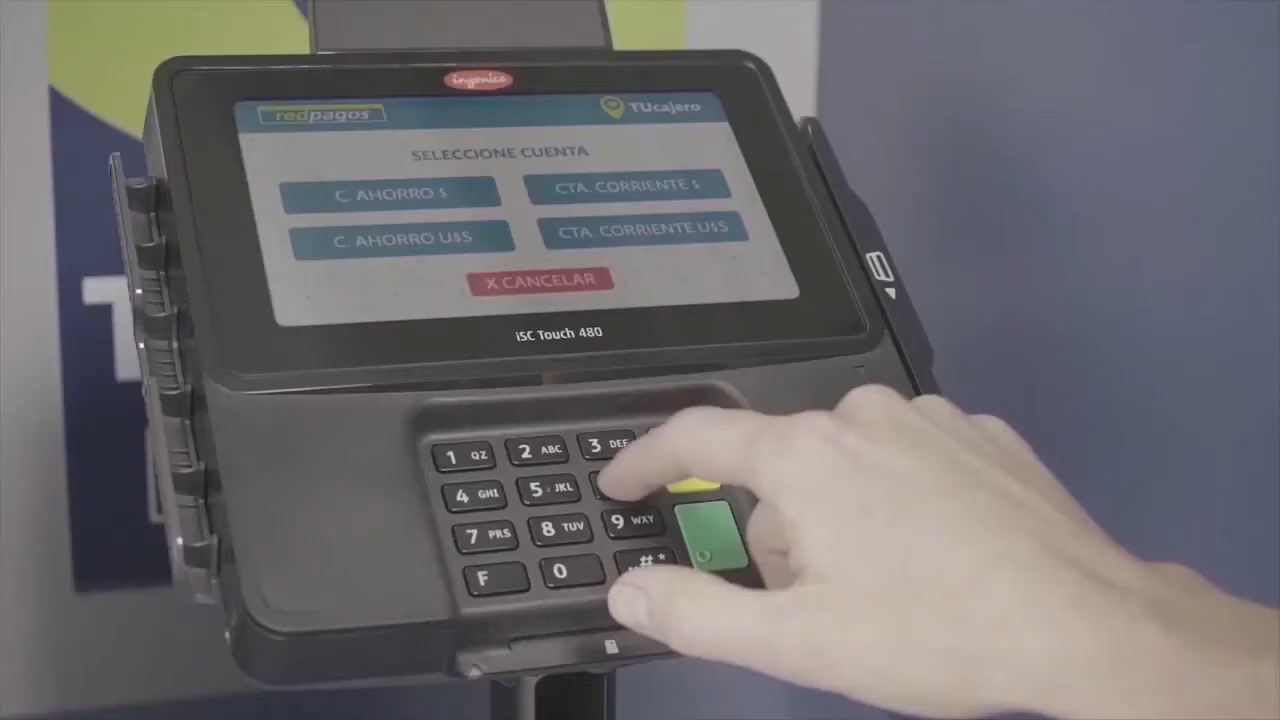 ingenico
redpagos TUcajero
SELECCIONE CUENTA
C. AHORRO $ CTA. CORRIENTE $
C. AHORRO U$S CTA. CORRIENTE U$S
X CANCELAR
iSC Touch 480
1 QZ 2 ABC 3 DEF
4 GHI 5 JKL
7 PRS 8 TUV 9 WXY
F 0 #*
T